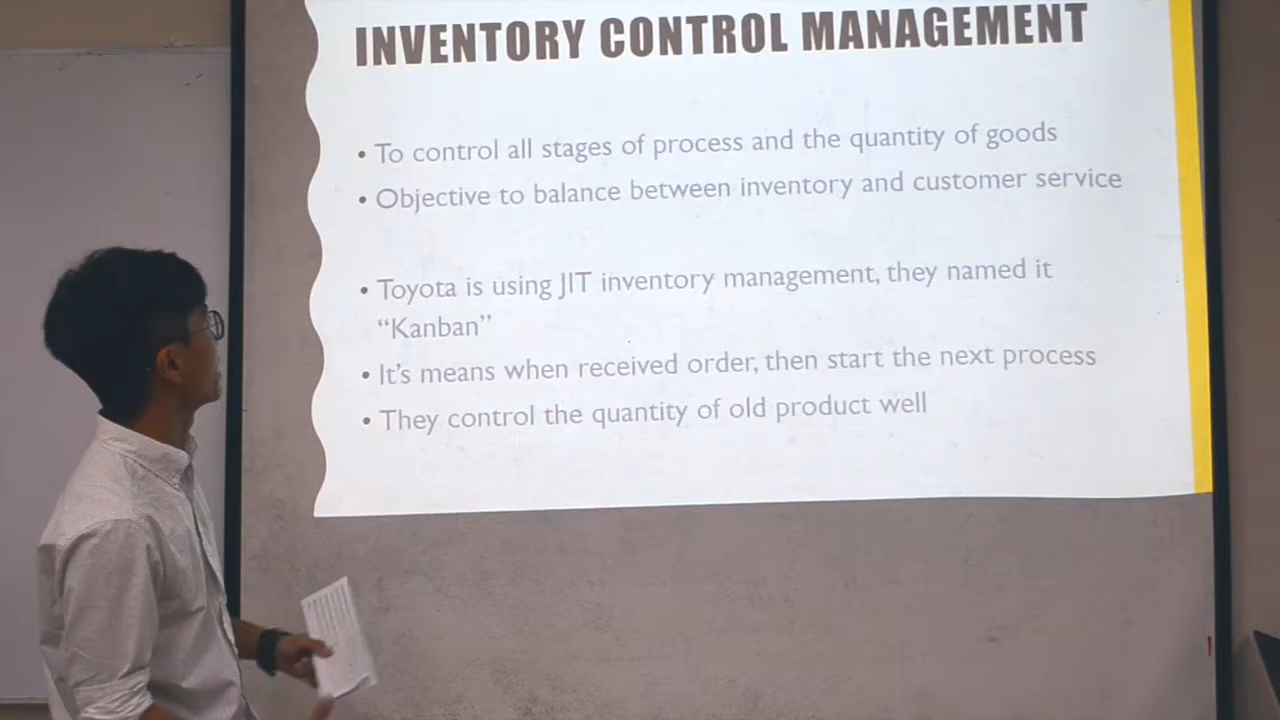 INVENTORY CONTROL MANAGEMENT
• To control all stages of process and the quantity of goods
• Objective to balance between inventory and customer service
• Toyota is using JIT inventory management, they named it
“Kanban”
• It's means when received order, then start the next process
• They control the quantity of old product well